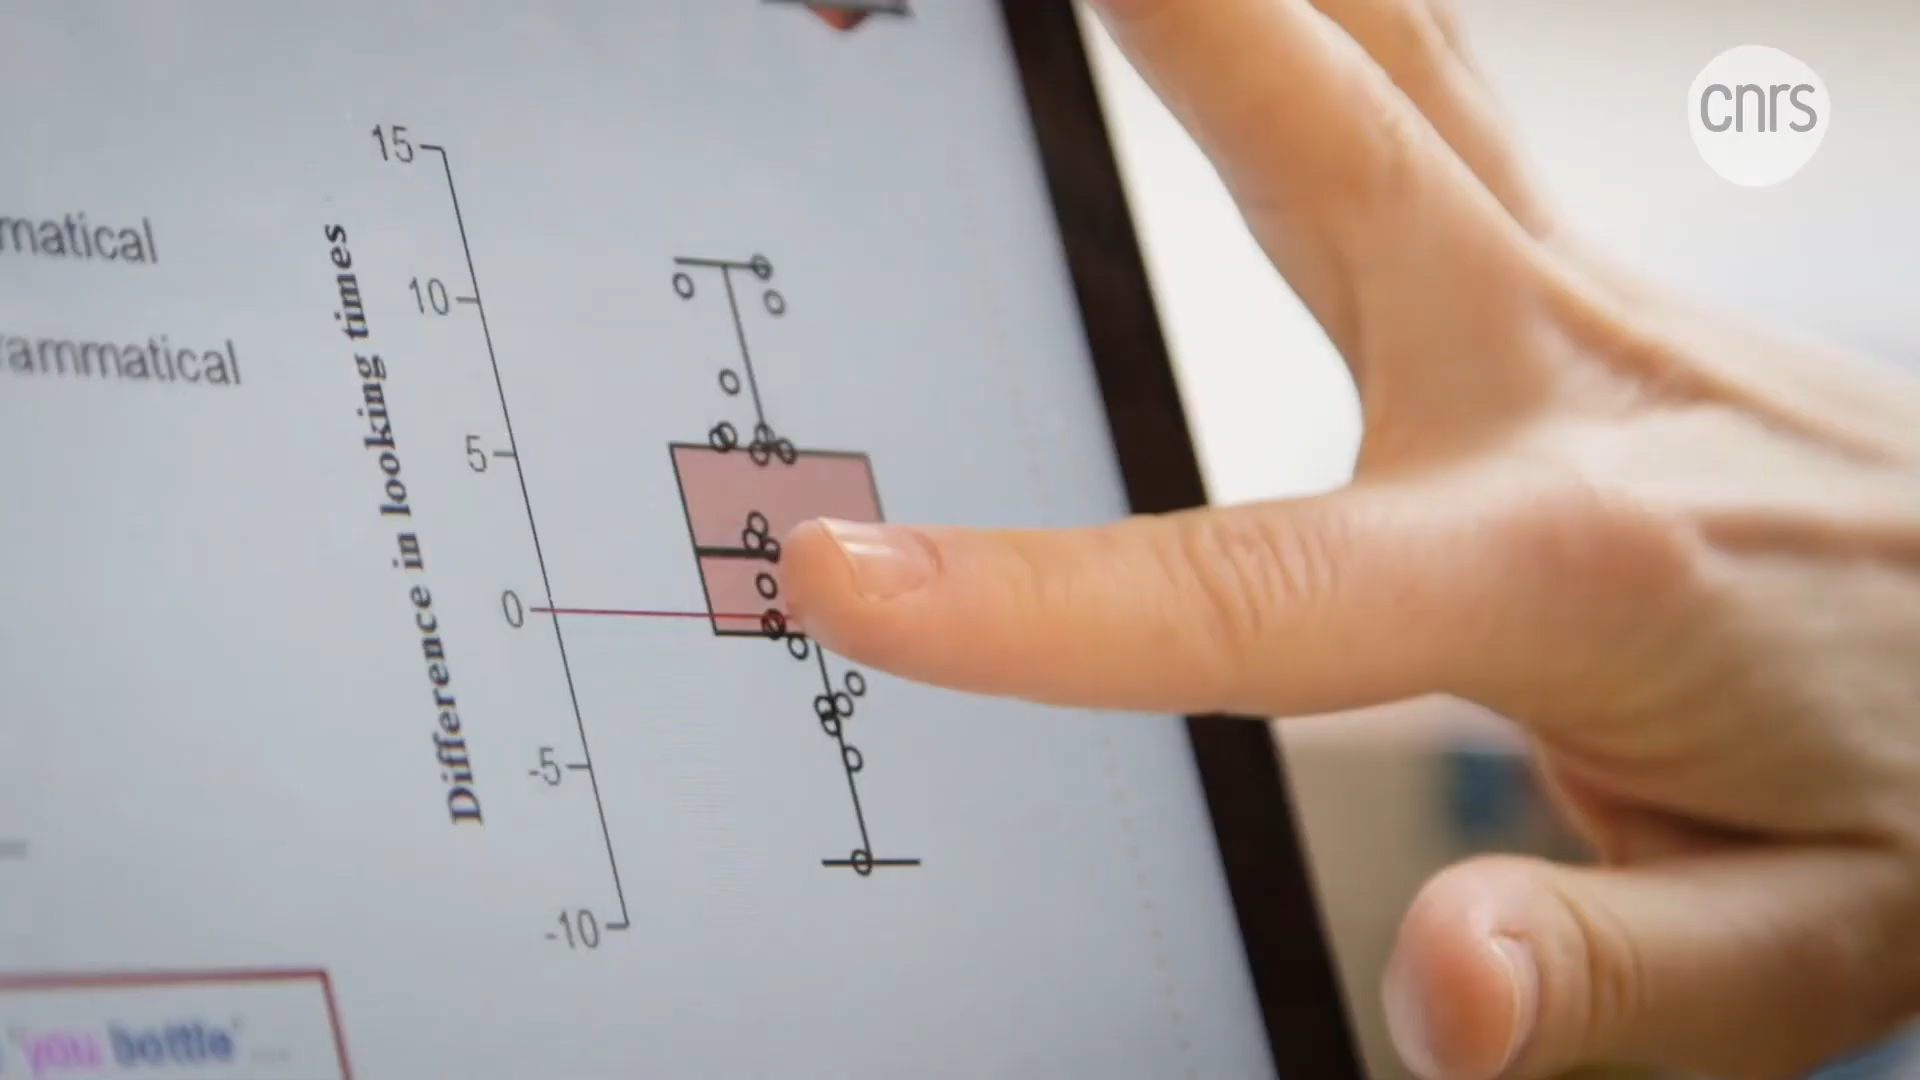 cnrs
matical
rammatical
Difference in looking times
15
10
5
0
-5
-10
'you bottle' ...